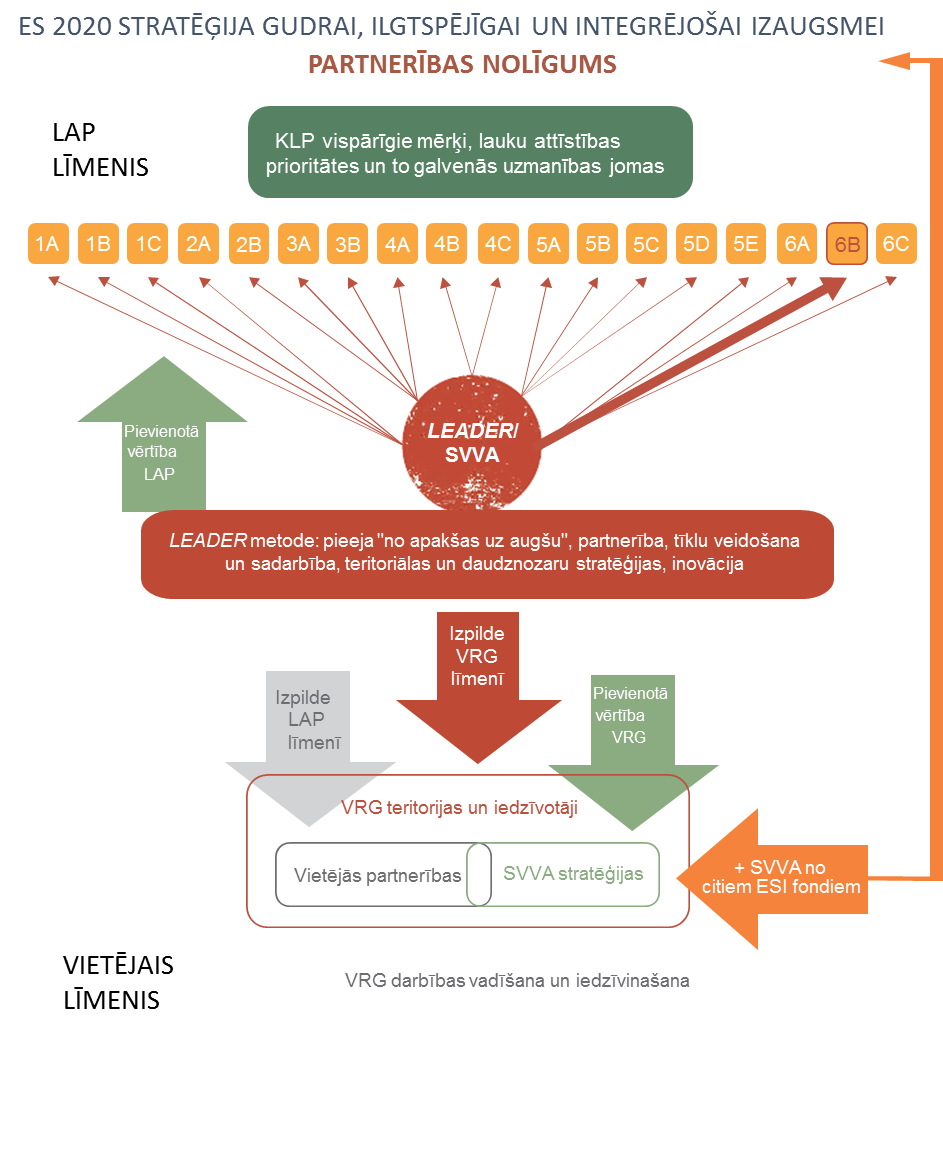 ES 2020 STRATĒĢIJA GUDRAI, ILGTSPĒJĪGAI UN INTEGRĒJOŠAI IZAUGSMEI
PARTNERĪBAS NOLĪGUMS
LAP
LĪMENIS
KLP vispārīgie mērķi, lauku attīstības
prioritātes un to galvenās uzmanības jomas
1A 1B 1C 2A 2B 3A 3B 4A 4B 4C 5A 5B 5C 5D 5E 6A 6B 6C
Pievienotā
vērtība
LAP
LEADER/
SVVA
LEADER metode: pieeja "no apakšas uz augšu", partnerība, tīklu veidošana
un sadarbība, teritoriālas un daudznozaru stratēģijas, inovācija
Izpilde
VRG
līmenī
Izpilde
LAP
līmenī
Pievienotā
vērtība
VRG
VRG teritorijas un iedzīvotāji
Vietējās partnerības
SVVA stratēģijas
+ SVVA no
citiem ESI fondiem
VIETĒJAIS
LĪMENIS
VRG darbības vadīšana un iedzīvinašana